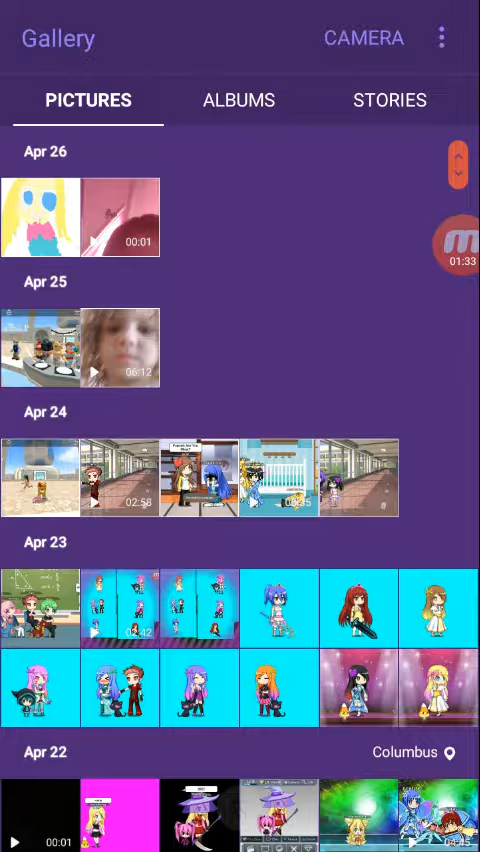 Gallery
CAMERA
PICTURES
ALBUMS
STORIES
Apr 26
00:01
01:33
Apr 25
06:12
Apr 24
02:58
Apr 23
Apr 22
Columbus
00:01